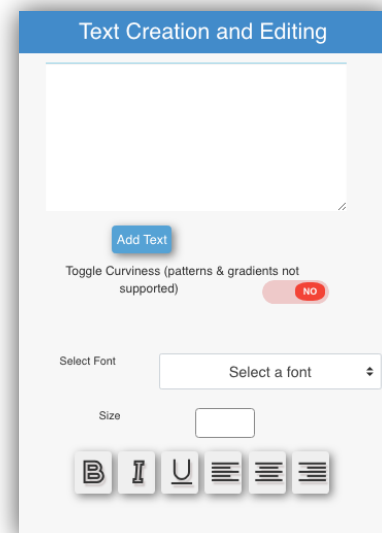 Text Creation and Editing
Add Text
Toggle Curviness (patterns & gradients not
supported)
NO
Select Font
Select a font
Size
B I U